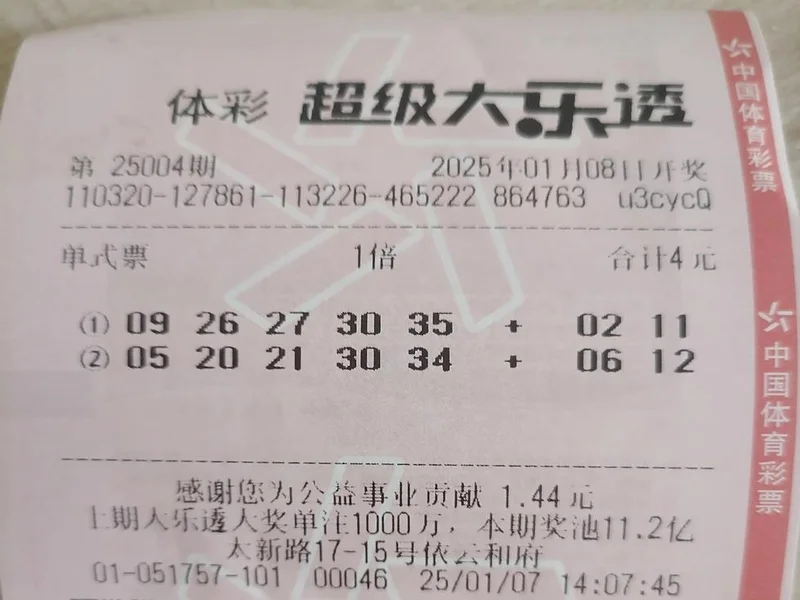 体彩 超级大乐透
第 25004期 2025年01月08日开奖
110320-127861-113226-465222 864763 u3cycQ
单式票 1倍 合计4元
(1) 09 26 27 30 35 + 02 11
(2) 05 20 21 30 34 + 06 12
感谢您为公益事业贡献 1.44元
上期大乐透大奖单注1000万，本期奖池11.2亿
太新路17-15号依云和府
01-051757-101 00046 25/01/07 14:07:45
中国体育彩票
中国体育彩票